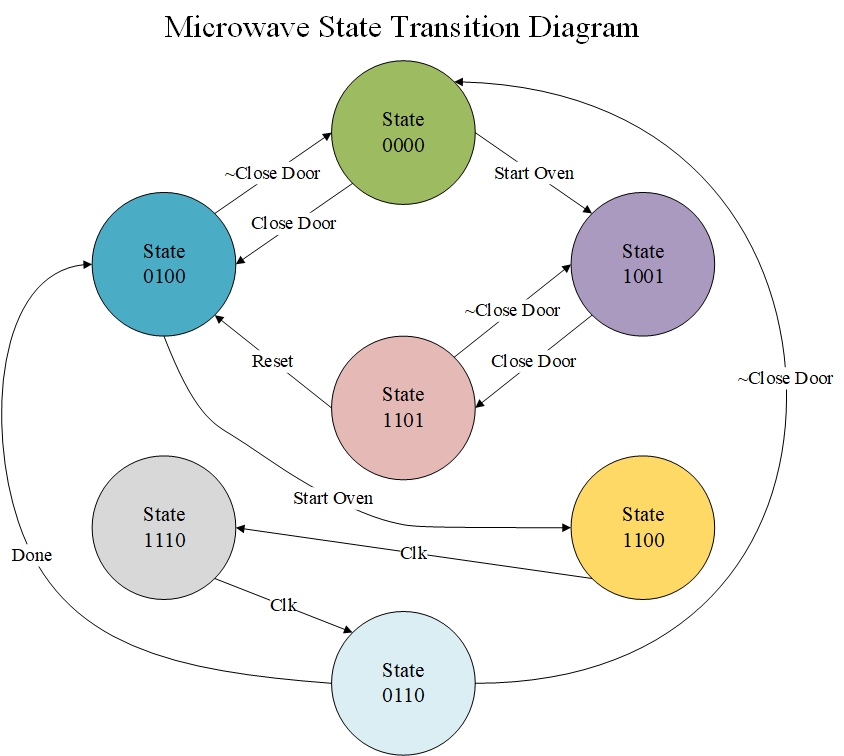 Microwave State Transition Diagram
State
0000
~Close Door
Start Oven
Close Door
State
0100
State
1001
~Close Door
Reset
Close Door
~Close Door
State
1101
Start Oven
State
1110
State
1100
Done
Clk
Clk
State
0110